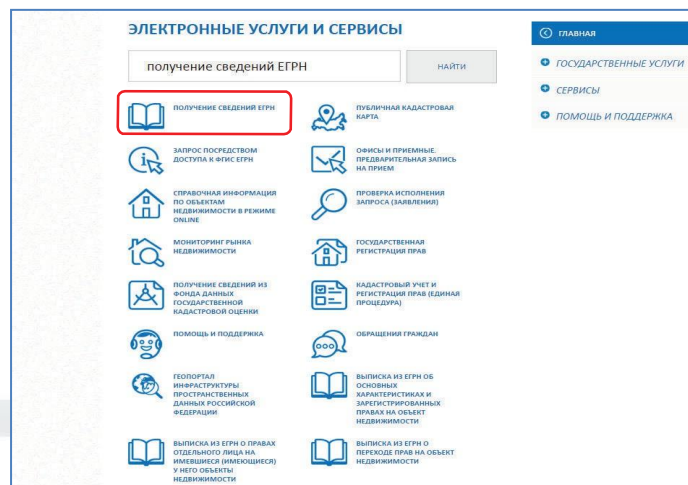 ЭЛЕКТРОННЫЕ УСЛУГИ И СЕРВИСЫ
получение сведений ЕГРН
НАЙТИ
ПОЛУЧЕНИЕ СВЕДЕНИЙ ЕГРН
ПУБЛИЧНАЯ КАДАСТРОВАЯ
КАРТА
ЗАПРОС ПОСРЕДСТВОМ
ДОСТУПА К ФГИС ЕГРН
ОФИСЫ И ПРИЕМНЫЕ.
ПРЕДВАРИТЕЛЬНАЯ ЗАПИСЬ
НА ПРИЕМ
СПРАВОЧНАЯ ИНФОРМАЦИЯ
ПО ОБЪЕКТАМ
НЕДВИЖИМОСТИ В РЕЖИМЕ
ONLINE
ПРОВЕРКА ИСПОЛНЕНИЯ
ЗАПРОСА (ЗАЯВЛЕНИЯ)
МОНИТОРИНГ РЫНКА
НЕДВИЖИМОСТИ
ГОСУДАРСТВЕННАЯ
РЕГИСТРАЦИЯ ПРАВ
ПОЛУЧЕНИЕ СВЕДЕНИЙ ИЗ
ФОНДА ДАННЫХ
ГОСУДАРСТВЕННОЙ
КАДАСТРОВОЙ ОЦЕНКИ
КАДАСТРОВЫЙ УЧЕТ И
РЕГИСТРАЦИЯ ПРАВ (ЕДИНАЯ
ПРОЦЕДУРА)
ПОМОЩЬ И ПОДДЕРЖКА
ОБРАЩЕНИЯ ГРАЖДАН
ГЕОПОРТАЛ
ИНФРАСТРУКТУРЫ
ПРОСТРАНСТВЕННЫХ
ДАННЫХ РОССИЙСКОЙ
ФЕДЕРАЦИИ
ВЫПИСКА ИЗ ЕГРН ОБ
ОСНОВНЫХ
ХАРАКТЕРИСТИКАХ И
ЗАРЕГИСТРИРОВАННЫХ
ПРАВАХ НА ОБЪЕКТ
НЕДВИЖИМОСТИ
ВЫПИСКА ИЗ ЕГРН О ПРАВАХ
ОТДЕЛЬНОГО ЛИЦА НА
ИМЕВШИЕСЯ (ИМЕЮЩИЕСЯ)
У НЕГО ОБЪЕКТЫ
НЕДВИЖИМОСТИ
ВЫПИСКА ИЗ ЕГРН О
ПЕРЕХОДЕ ПРАВ НА ОБЪЕКТ
НЕДВИЖИМОСТИ
ГЛАВНАЯ
ГОСУДАРСТВЕННЫЕ УСЛУГИ
СЕРВИСЫ
ПОМОЩЬ И ПОДДЕРЖКА